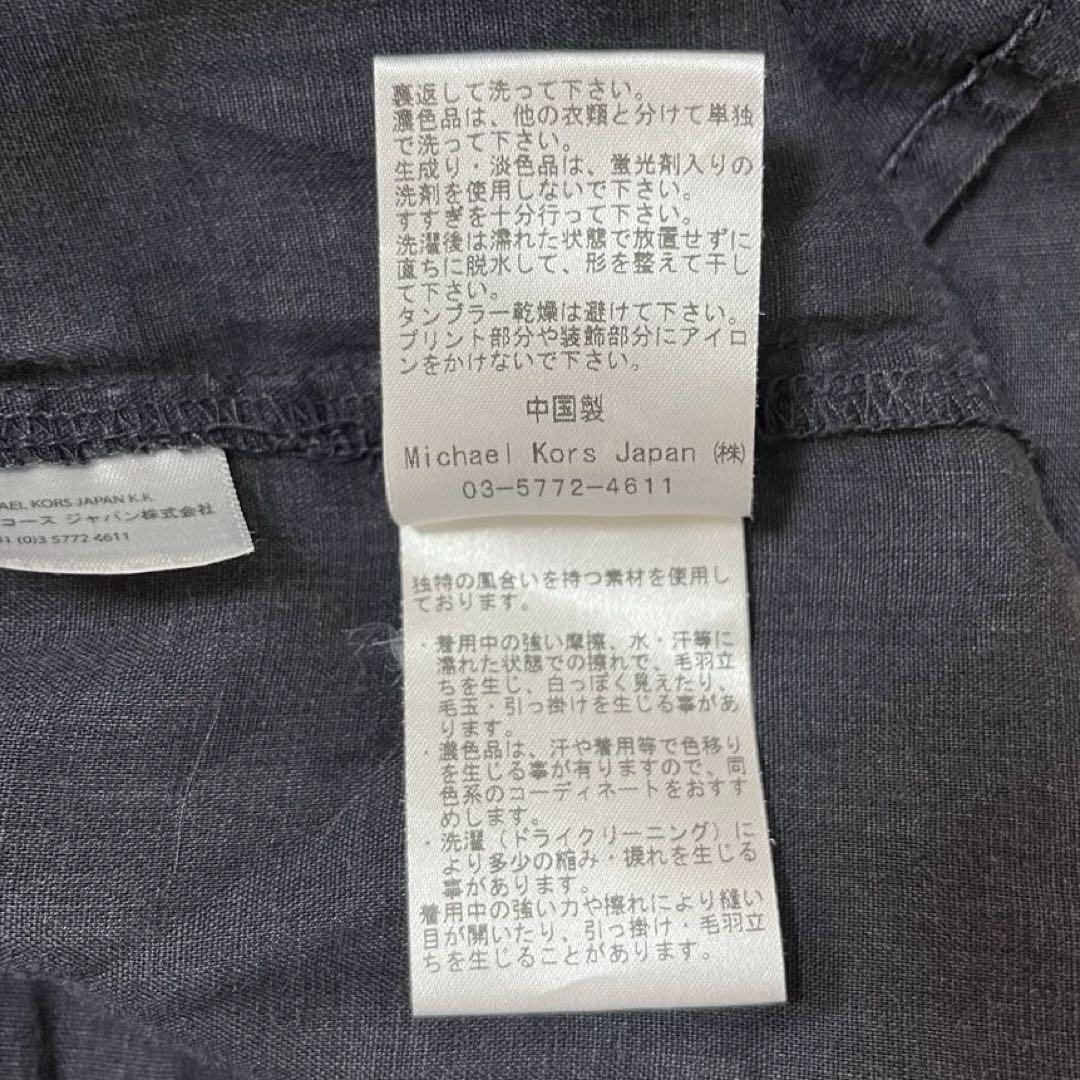 裏返して洗って下さい。
濃色品は、他の衣類と分けて単独
で洗って下さい。
生成り・淡色品は、蛍光剤入りの
洗剤を使用しないで下さい。
すすぎを十分行って下さい。
洗濯後は濡れた状態で放置せずに
直ちに脱水して、形を整えて干し
て下さい。
タンブラー乾燥は避けて下さい。
プリント部分や装飾部分にアイロ
ンをかけないで下さい。
中国製
Michael Kors Japan ㈱
03-5772-4611
AEL KORS JAPAN K.K.
コース ジャパン株式会社
1 (0)3 5772 4611
独特の風合いを持つ素材を使用し
ております。
・着用中の強い摩擦、水・汗等に
濡れた状態での擦れで、毛羽立
ちを生じ、白っぽく見えたり、
毛玉・引っ掛けを生じる事があ
ります。
・濃色品は、汗や着用等で色移り
を生じる事が有りますので、同
色系のコーディネートをおすす
めします。
・洗濯（ドライクリーニング）に
より多少の縮み・捩れを生じる
事があります。
着用中の強い力や擦れにより縫い
目が開いたり、引っ掛け・毛羽立
ちを生じることがあります。